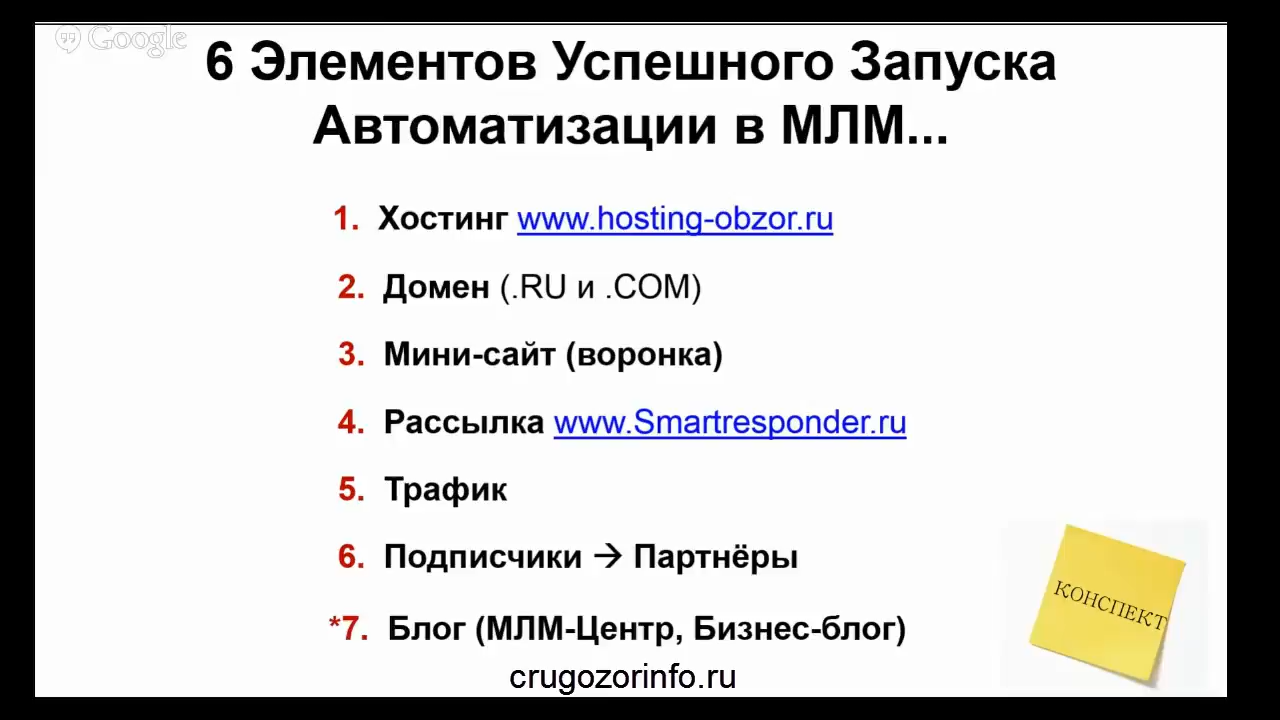 Google
6 Элементов Успешного Запуска
Автоматизации в МЛМ...
1. Хостинг www.hosting-obzor.ru
2. Домен (.RU и .COM)
3. Мини-сайт (воронка)
4. Рассылка www.Smartresponder.ru
5. Трафик
6. Подписчики → Партнёры
КОНСПЕКТ
*7. Блог (МЛМ-Центр, Бизнес-блог)
crugozorinfo.ru